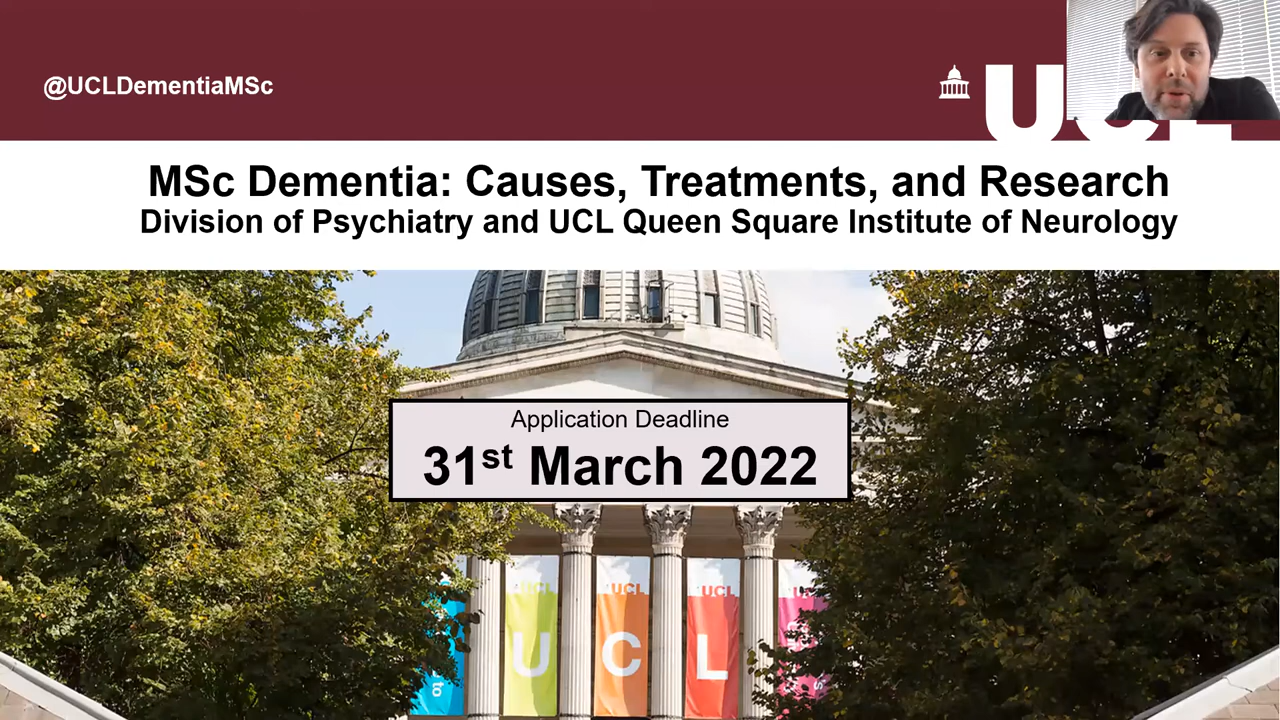 @UCLDementiaMSc
UCL
MSc Dementia: Causes, Treatments, and Research
Division of Psychiatry and UCL Queen Square Institute of Neurology
Application Deadline
31st March 2022
UCL
UCL
UCL
U
C
L
to